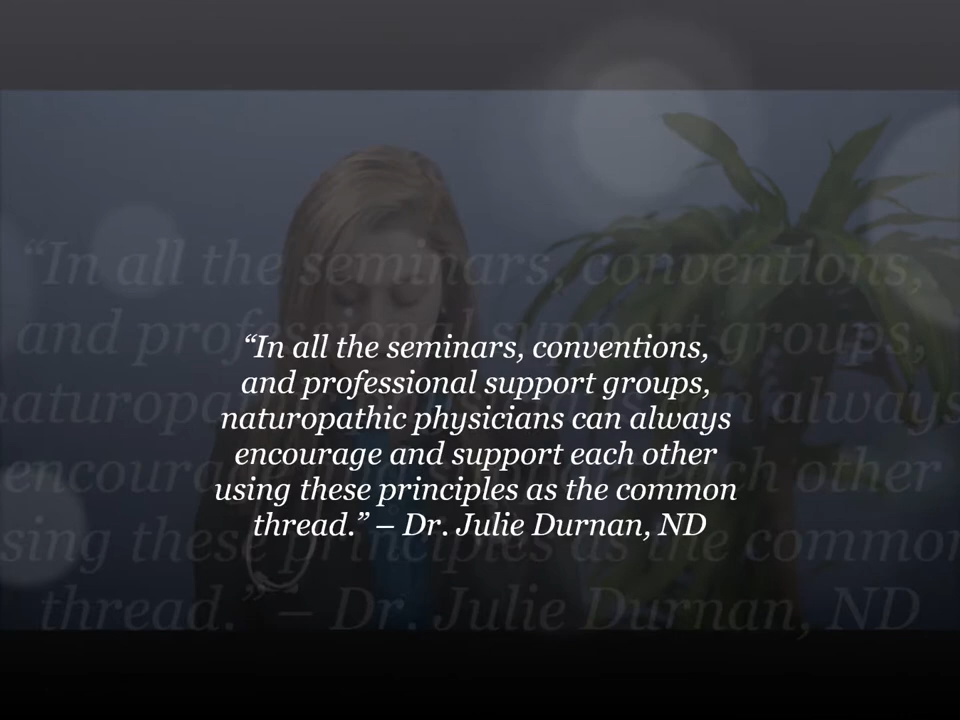 “In all the seminars, conventions,
and professional support groups,
naturopathic physicians can always
encourage and support each other
using these principles as the common
thread.” – Dr. Julie Durnan, ND